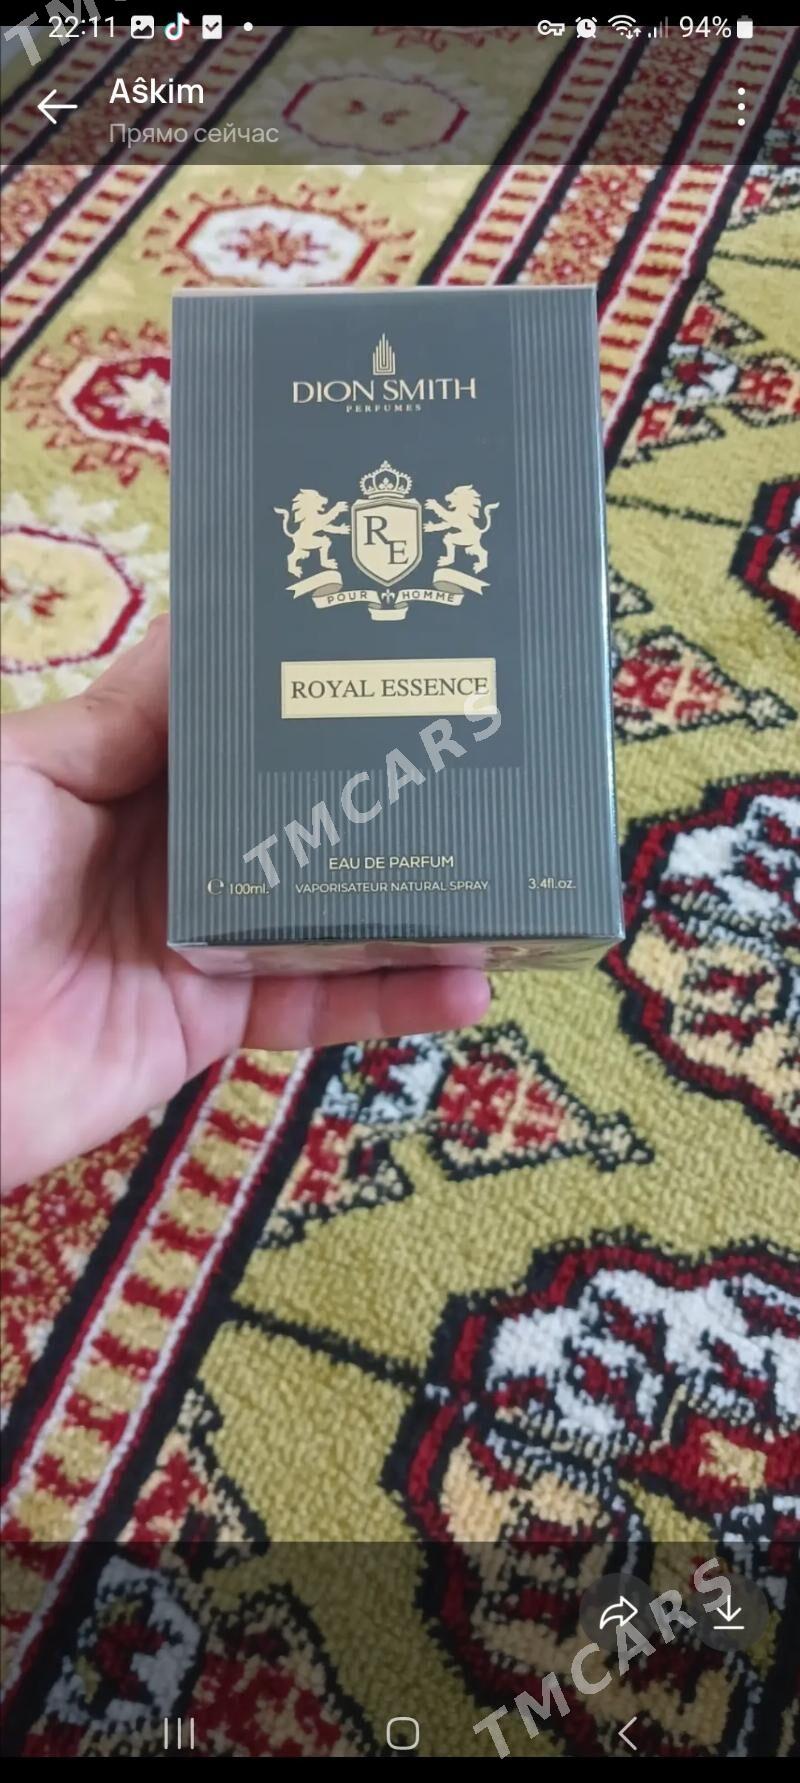 TM
22:11
94%
Aŝkim
Прямо сейчас
DION SMITH
PERFUMES
R
E
POUR HOMME
ROYAL ESSENCE
TMCARS
EAU DE PARFUM
℮ 100ml. VAPORISATEUR NATURAL SPRAY 3.4fl.oz.
TMCARS